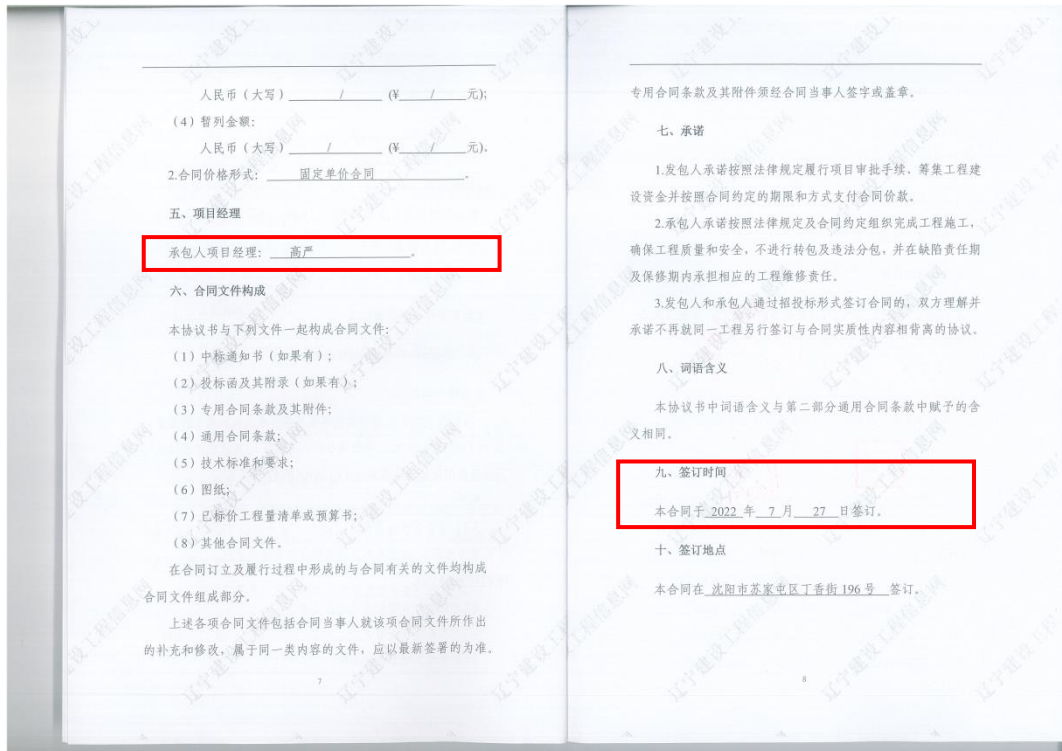 人民币（大写） / (¥ / 元);
（4）暂列金额:
人民币（大写） / (¥ / 元)。
2.合同价格形式: 固定单价合同 。
五、项目经理
承包人项目经理: 高严 。
六、合同文件构成
本协议书与下列文件一起构成合同文件:
（1）中标通知书（如果有）;
（2）投标函及其附录（如果有）;
（3）专用合同条款及其附件;
（4）通用合同条款;
（5）技术标准和要求;
（6）图纸;
（7）已标价工程量清单或预算书;
（8）其他合同文件。
在合同订立及履行过程中形成的与合同有关的文件均构成
合同文件组成部分。
上述各项合同文件包括合同当事人就该项合同文件所作出
的补充和修改，属于同一类内容的文件，应以最新签署的为准。
7
专用合同条款及其附件须经合同当事人签字或盖章。
七、承诺
1.发包人承诺按照法律规定履行项目审批手续、筹集工程建
设资金并按照合同约定的期限和方式支付合同价款。
2.承包人承诺按照法律规定及合同约定组织完成工程施工，
确保工程质量和安全，不进行转包及违法分包，并在缺陷责任期
及保修期内承担相应的工程维修责任。
3.发包人和承包人通过招投标形式签订合同的，双方理解并
承诺不再就同一工程另行签订与合同实质性内容相背离的协议。
八、词语含义
本协议书中词语含义与第二部分通用合同条款中赋予的含
义相同。
九、签订时间
本合同于 2022 年 7 月 27 日签订。
十、签订地点
本合同在 沈阳市苏家屯区丁香街 196 号 签订。
8
辽宁建设工程信息网